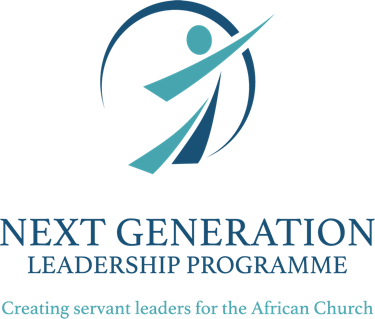 NEXT GENERATION
LEADERSHIP PROGRAMME
Creating servant leaders for the African Church